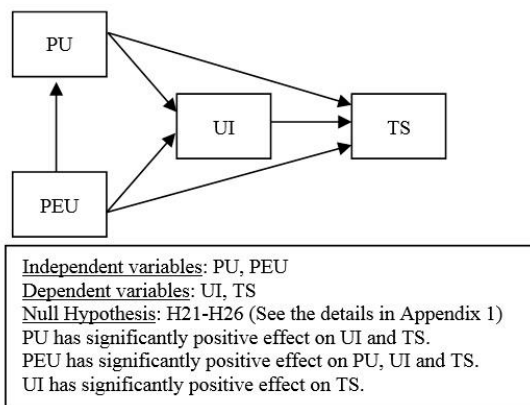 PU
UI
TS
PEU
Independent variables: PU, PEU
Dependent variables: UI, TS
Null Hypothesis: H21-H26 (See the details in Appendix 1)
PU has significantly positive effect on UI and TS.
PEU has significantly positive effect on PU, UI and TS.
UI has significantly positive effect on TS.